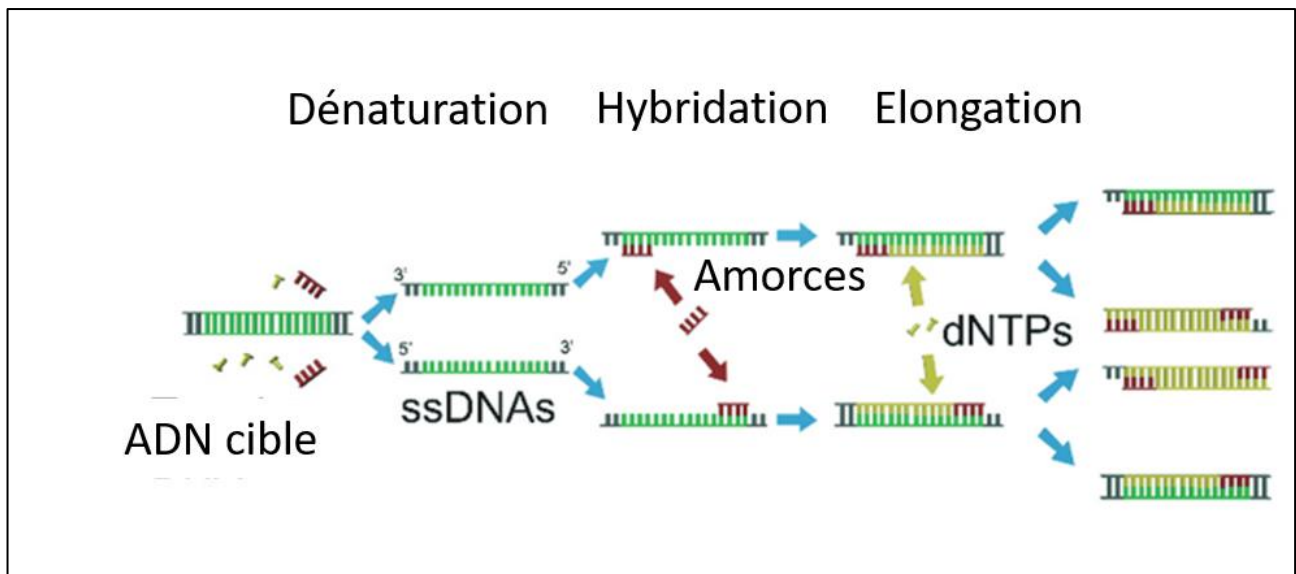 Dénaturation Hybridation Elongation
3' 5'
Amorces
dNTPs
5' 3'
ssDNAs
ADN cible